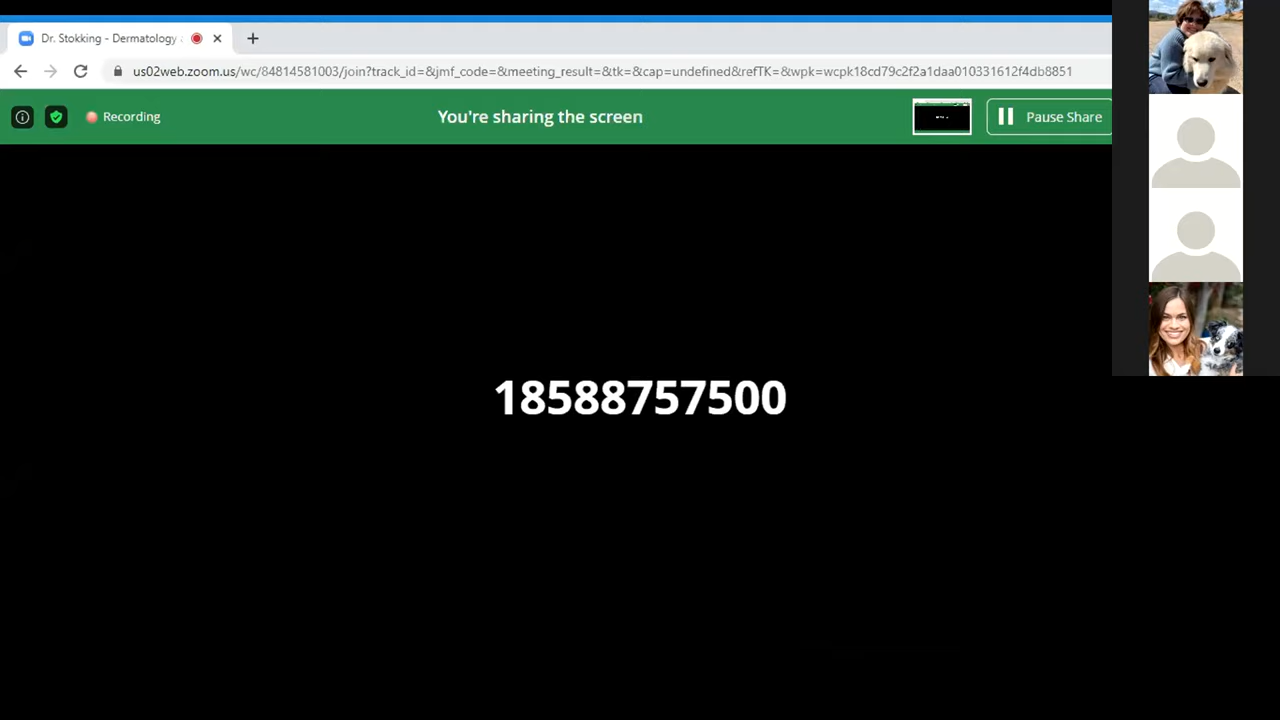 Dr. Stokking - Dermatology
us02web.zoom.us/wc/84814581003/join?track_id=&jmf_code=&meeting_result=&tk=&cap=undefined&refTK=&wpk=wcpk18cd79c2f2a1daa010331612f4db8851
Recording
You're sharing the screen
Pause Share
18588757500